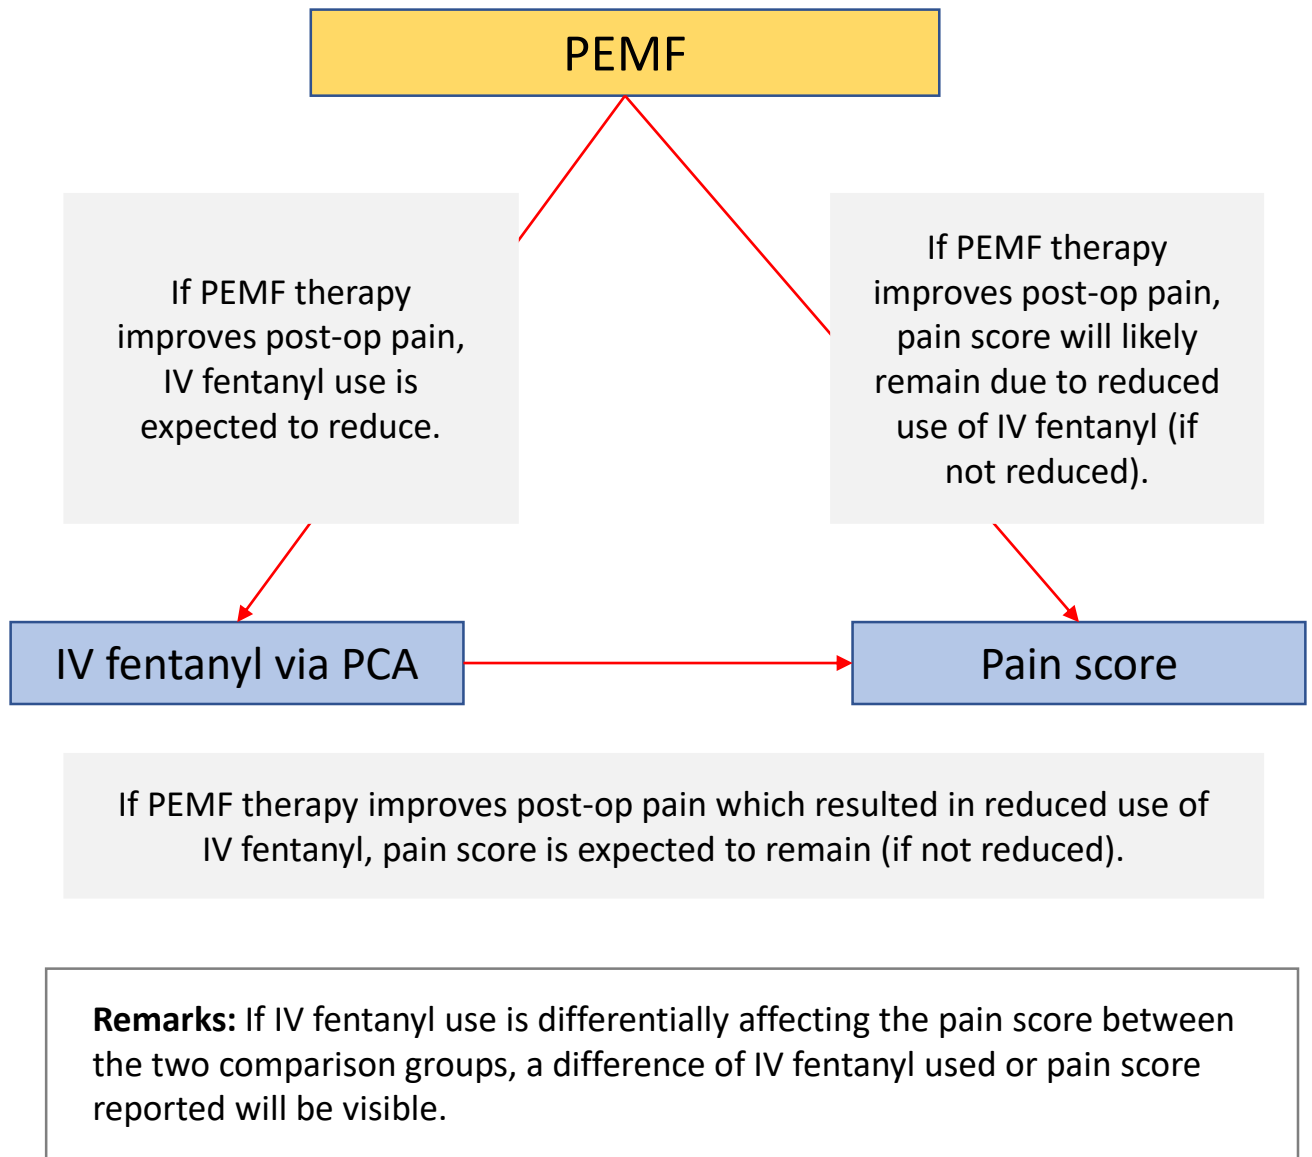 PEMF
If PEMF therapy
improves post-op pain,
IV fentanyl use is
expected to reduce.
If PEMF therapy
improves post-op pain,
pain score will likely
remain due to reduced
use of IV fentanyl (if
not reduced).
IV fentanyl via PCA
Pain score
If PEMF therapy improves post-op pain which resulted in reduced use of
IV fentanyl, pain score is expected to remain (if not reduced).
Remarks: If IV fentanyl use is differentially affecting the pain score between
the two comparison groups, a difference of IV fentanyl used or pain score
reported will be visible.